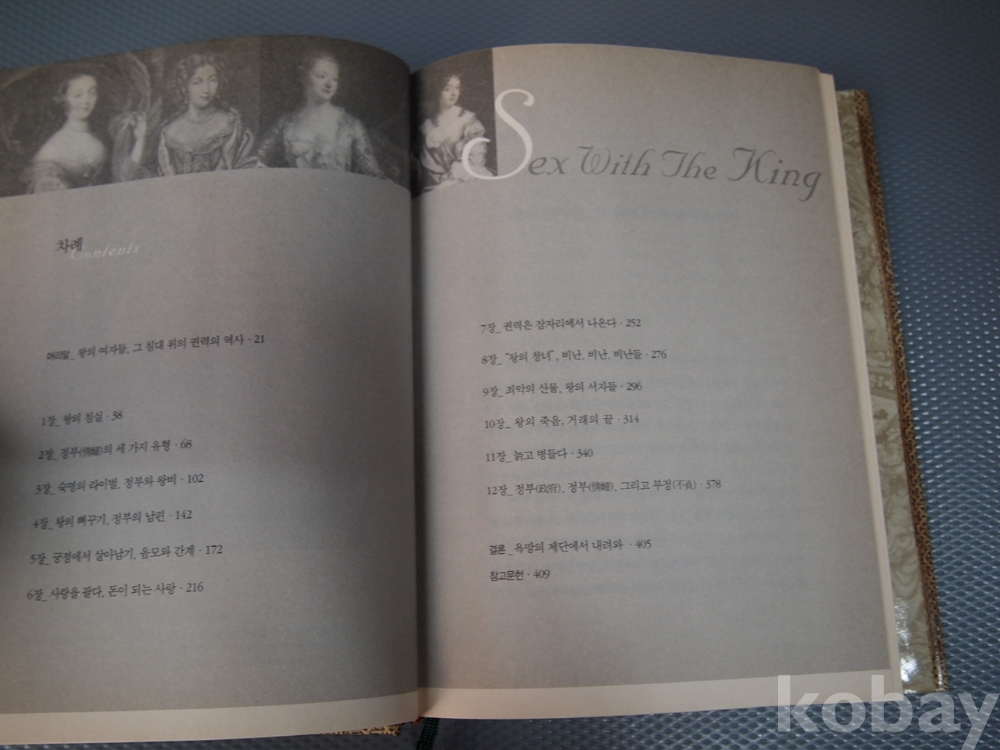 차례
Contents
머리말_ 왕의 여자들, 그 침대 위의 권력의 역사 · 21
1장_ 왕의 침실 · 38
2장_ 정부(情婦)의 세 가지 유형 · 68
3장_ 숙명의 라이벌, 정부와 왕비 · 102
4장_ 왕의 뻐꾸기, 정부의 남편 · 142
5장_ 궁정에서 살아남기, 음모와 간계 · 172
6장_ 사랑을 팔다, 돈이 되는 사랑 · 216
Sex With The King
7장_ 권력은 잠자리에서 나온다 · 252
8장_ "왕의 창녀", 비난, 비난, 비난들 · 276
9장_ 죄악의 산물, 왕의 서자들 · 296
10장_ 왕의 죽음, 거래의 끝 · 314
11장_ 늙고 병들다 · 340
12장_ 정부(政府), 정부(情婦), 그리고 부정(不貞) · 378
결론_ 욕망의 제단에서 내려와 · 405
참고문헌 · 409
kobay